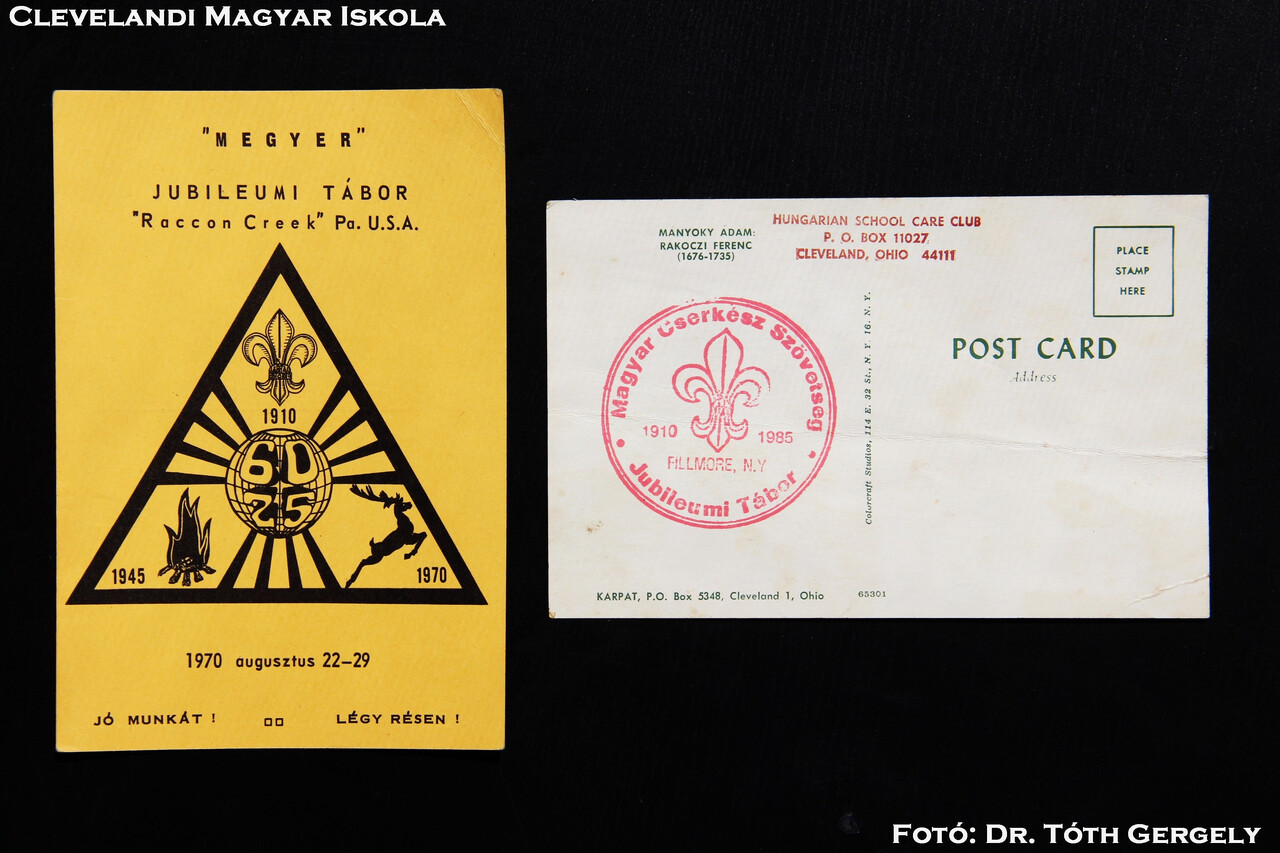 Clevelandi Magyar Iskola
"MEGYER"
JUBILEUMI TÁBOR
"Raccon Creek" Pa. U.S.A.
1910
60
25
1945
1970
1970 augusztus 22-29
JÓ MUNKÁT !
LÉGY RÉSEN !
MANYOKY ADAM:
RAKOCZI FERENC
(1676-1735)
HUNGARIAN SCHOOL CARE CLUB
P. O. BOX 11027,
CLEVELAND, OHIO 44111
PLACE
STAMP
HERE
POST CARD
Address
Magyar Cserkész Szövetség
1910 1985
FILLMORE, N.Y
Jubileumi Tábor
Colorcraft Studios, 114 E. 32 St., N. Y. 16. N. Y.
KARPAT, P.O. Box 5348, Cleveland 1, Ohio
65301
Fotó: Dr. Tóth Gergely